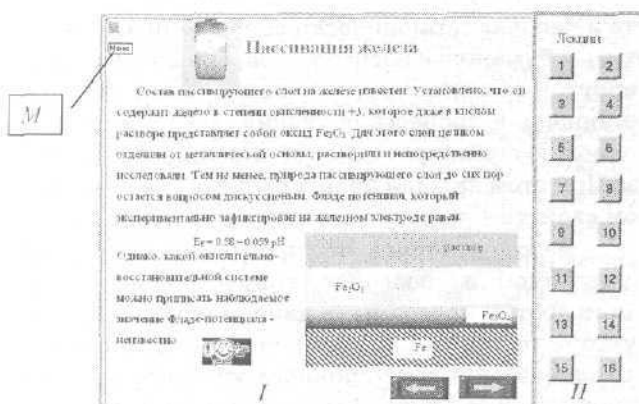 Пассивация железа
Лекции
М
Состав пассивирующего слоя на железе известен. Установлено, что он
содержит железо в степени окисленности +3, которое даже в кислом
растворе представляет собой оксид Fe₂O₃. Для этого слой целиком
отделяли от металлической основы, растворяли и непосредственно
исследовали. Тем не менее, природа пассивирующего слоя до сих пор
остается вопросом дискуссионым. Фладе потенциал, который
экспериментально зафиксирован на железном электроде равен
= 0.58 – 0.059 pH
Однако, какой окислительно-
восстановительной системе
можно приписать наблюдаемое
значение Фладе-потенциала -
неизвестно
раствор
Fe₂O₃
Fe
I
1 2
3 4
5 6
7 8
9 10
11 12
13 14
15 16
II